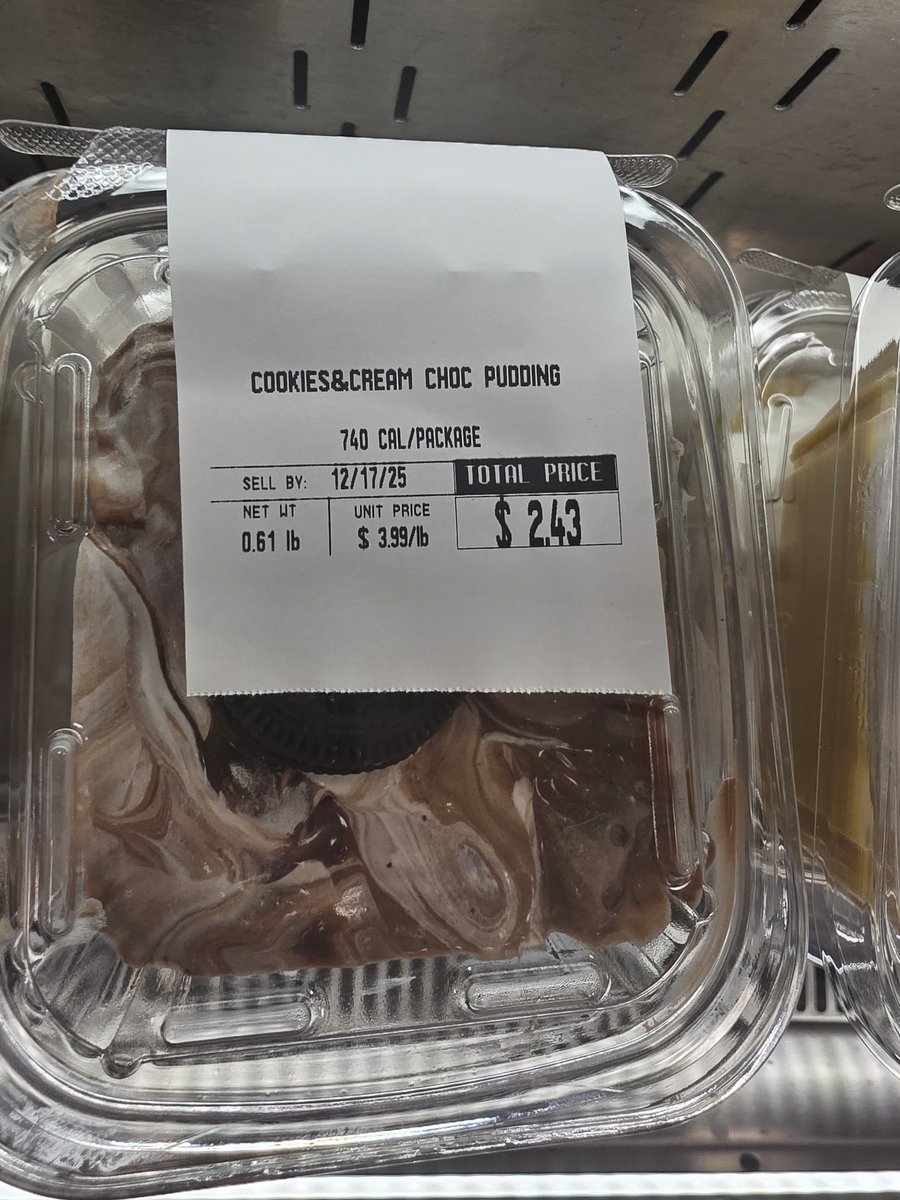 COOKIES&CREAM CHOC PUDDING
740 CAL/PACKAGE
SELL BY: 12/17/25 TOTAL PRICE
NET WT UNIT PRICE $ 2.43
0.61 lb $ 3.99/lb